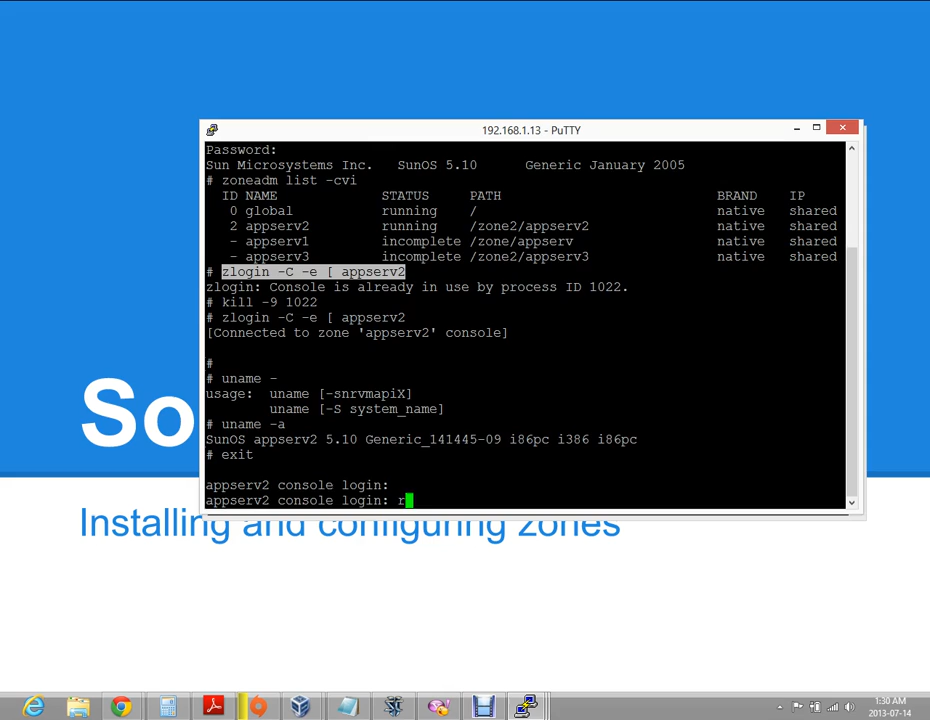 192.168.1.13 - PuTTY
Password:
Sun Microsystems Inc.   SunOS 5.10      Generic January 2005
# zoneadm list -cvi
  ID NAME             STATUS     PATH                           BRAND    IP
   0 global           running    /                              native   shared
   2 appserv2         running    /zone2/appserv2                native   shared
   - appserv1         incomplete /zone/appserv                  native   shared
   - appserv3         incomplete /zone2/appserv3                native   shared
# zlogin -C -e [ appserv2
zlogin: Console is already in use by process ID 1022.
# kill -9 1022
# zlogin -C -e [ appserv2
[Connected to zone 'appserv2' console]
#
# uname -
usage:  uname [-snrvmapiX]
        uname [-S system_name]
# uname -a
SunOS appserv2 5.10 Generic_141445-09 i86pc i386 i86pc
# exit
appserv2 console login:
appserv2 console login: r
So
Installing and configuring zones
1:30 AM
2013-07-14